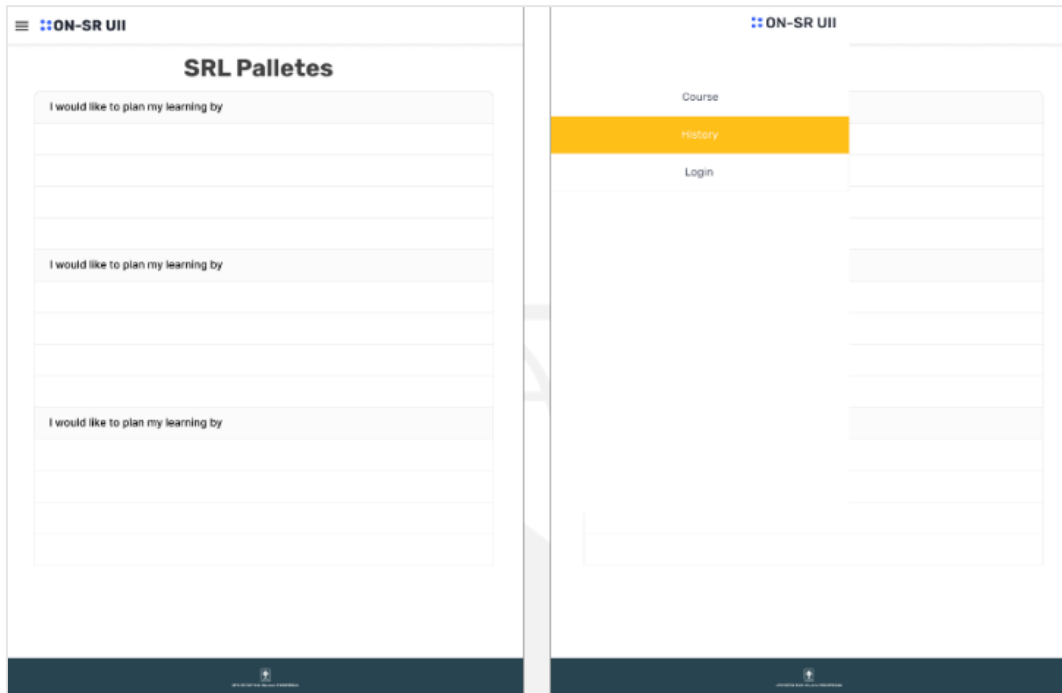 ON-SR UII
SRL Palletes
I would like to plan my learning by
I would like to plan my learning by
I would like to plan my learning by
ON-SR UII
Course
History
Login